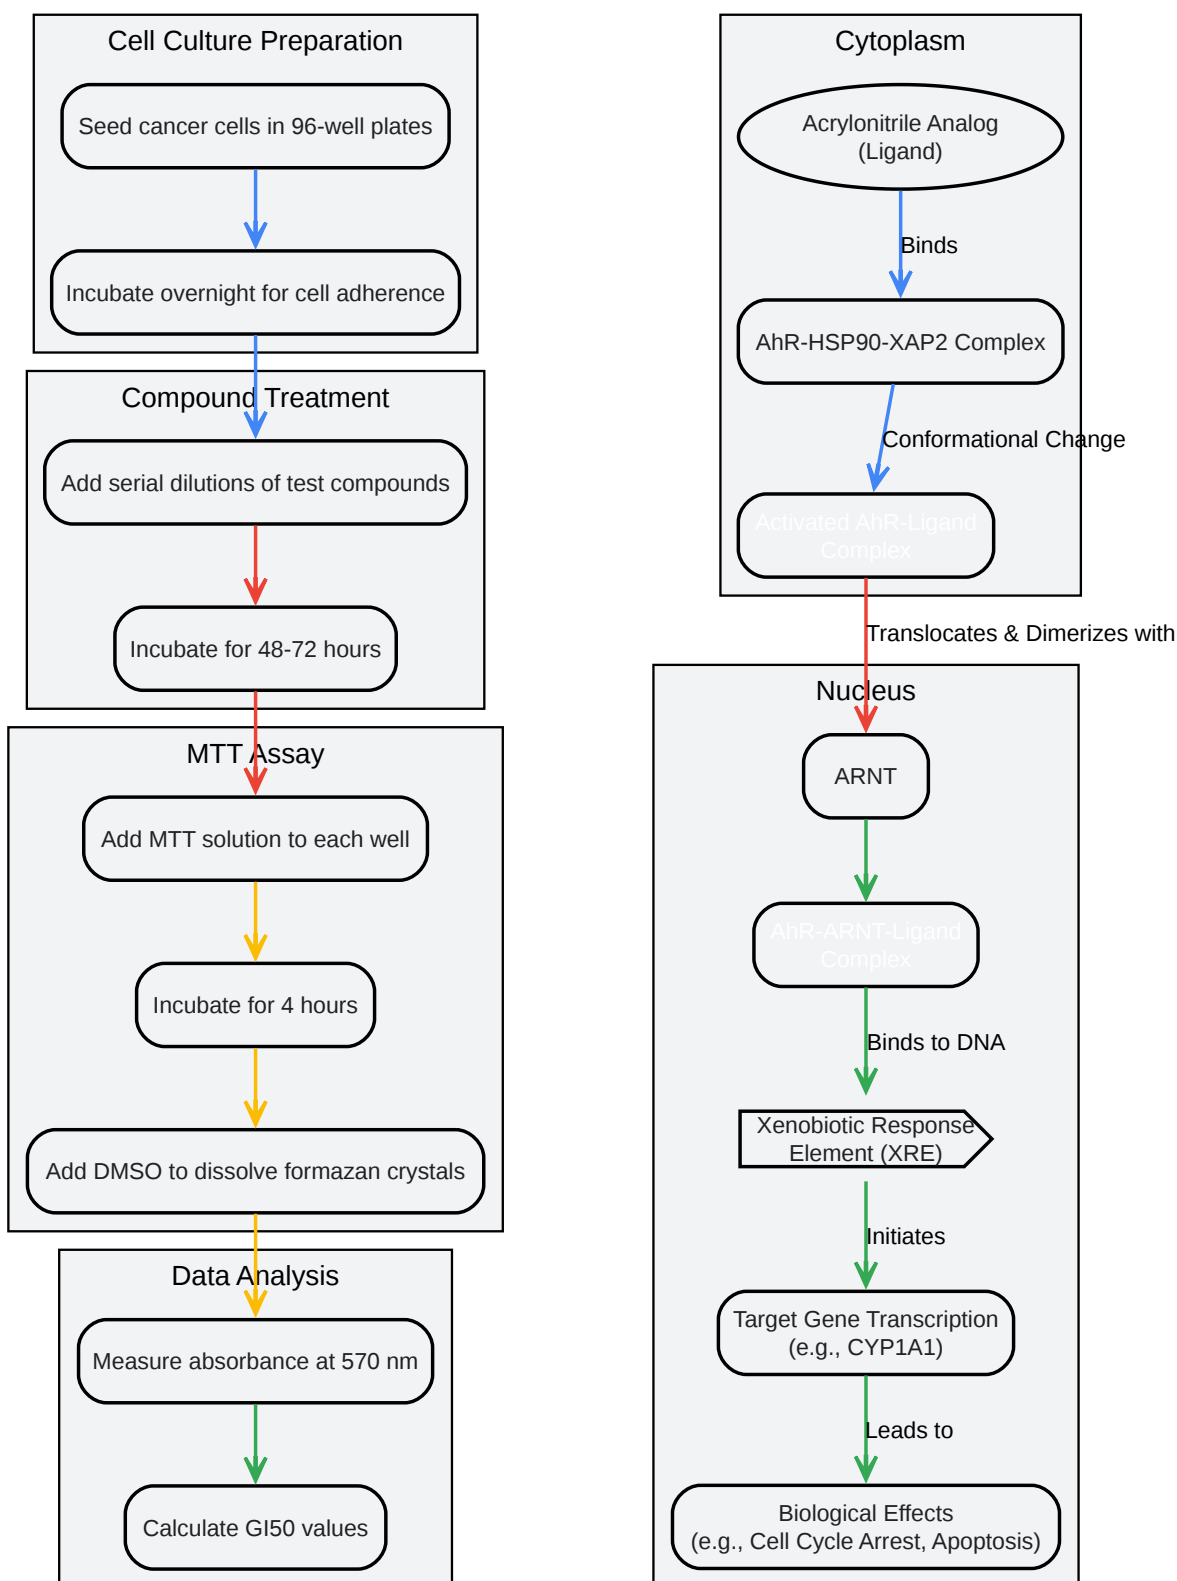 Cell Culture Preparation
Seed cancer cells in 96-well plates
Incubate overnight for cell adherence
Compound Treatment
Add serial dilutions of test compounds
Incubate for 48-72 hours
MTT Assay
Add MTT solution to each well
Incubate for 4 hours
Add DMSO to dissolve formazan crystals
Data Analysis
Measure absorbance at 570 nm
Calculate GI50 values
Cytoplasm
Acrylonitrile Analog
(Ligand)
Binds
AhR-HSP90-XAP2 Complex
Conformational Change
Activated AhR-Ligand
Complex
Translocates & Dimerizes with
Nucleus
ARNT
AhR-ARNT-Ligand
Complex
Binds to DNA
Xenobiotic Response
Element (XRE)
Initiates
Target Gene Transcription
(e.g., CYP1A1)
Leads to
Biological Effects
(e.g., Cell Cycle Arrest, Apoptosis)